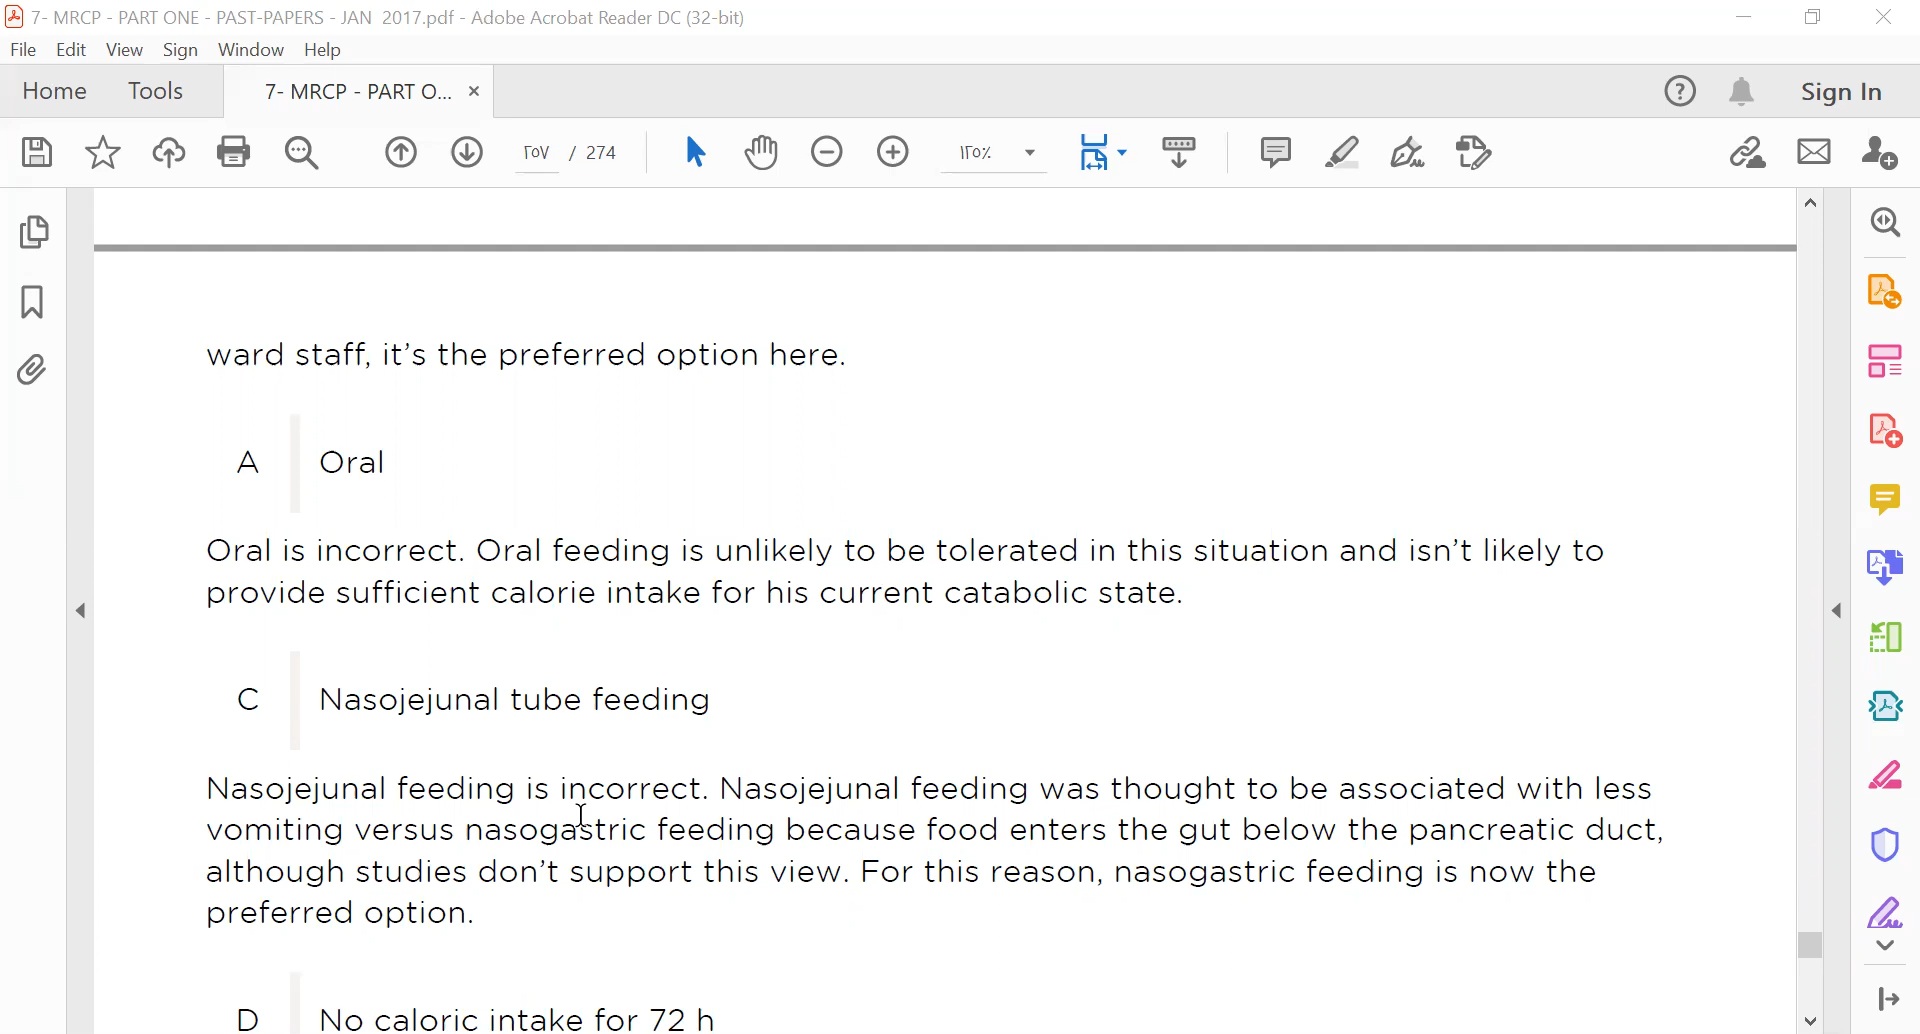 7- MRCP - PART ONE - PAST-PAPERS - JAN 2017.pdf - Adobe Acrobat Reader DC (32-bit)
File Edit View Sign Window Help
Home Tools 7- MRCP - PART O... × Sign In
٢٥٧ / 274 ١٢٥٪
ward staff, it’s the preferred option here.
A Oral
Oral is incorrect. Oral feeding is unlikely to be tolerated in this situation and isn’t likely to
provide sufficient calorie intake for his current catabolic state.
C Nasojejunal tube feeding
Nasojejunal feeding is incorrect. Nasojejunal feeding was thought to be associated with less
vomiting versus nasogastric feeding because food enters the gut below the pancreatic duct,
although studies don’t support this view. For this reason, nasogastric feeding is now the
preferred option.
D No caloric intake for 72 h